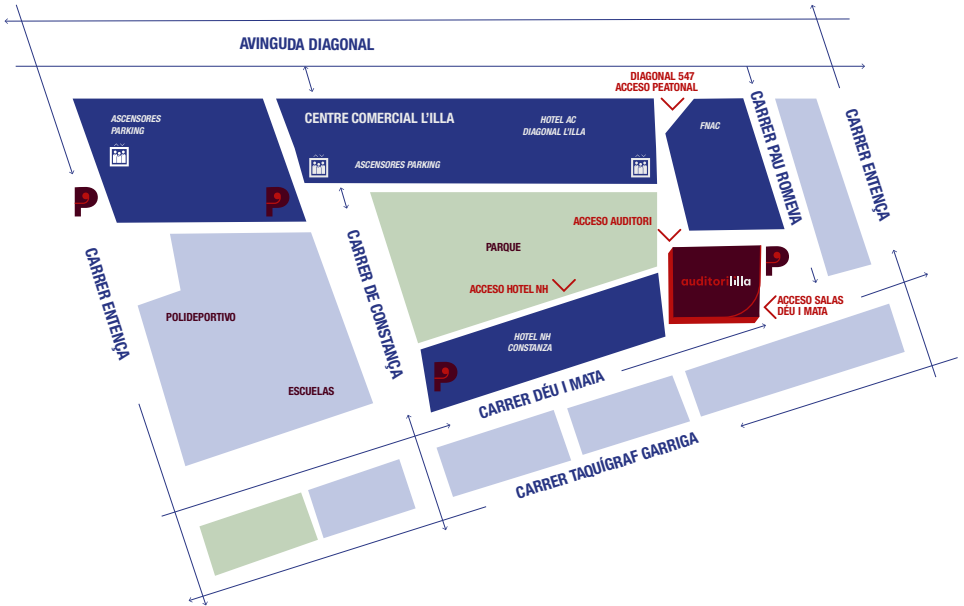 AVINGUDA DIAGONAL
DIAGONAL 547
ACCESO PEATONAL
ASCENSORES
PARKING
CENTRE COMERCIAL L'ILLA
HOTEL AC
DIAGONAL L'ILLA
FNAC
ASCENSORES PARKING
CARRER PAU ROMEVA
CARRER ENTENÇA
P
P
ACCESO AUDITORI
PARQUE
P
auditorililla
ACCESO HOTEL NH
ACCESO SALAS
DÉU I MATA
CARRER ENTENÇA
CARRER DE CONSTANÇA
POLIDEPORTIVO
HOTEL NH
CONSTANZA
P
ESCUELAS
CARRER DÉU I MATA
CARRER TAQUÍGRAF GARRIGA